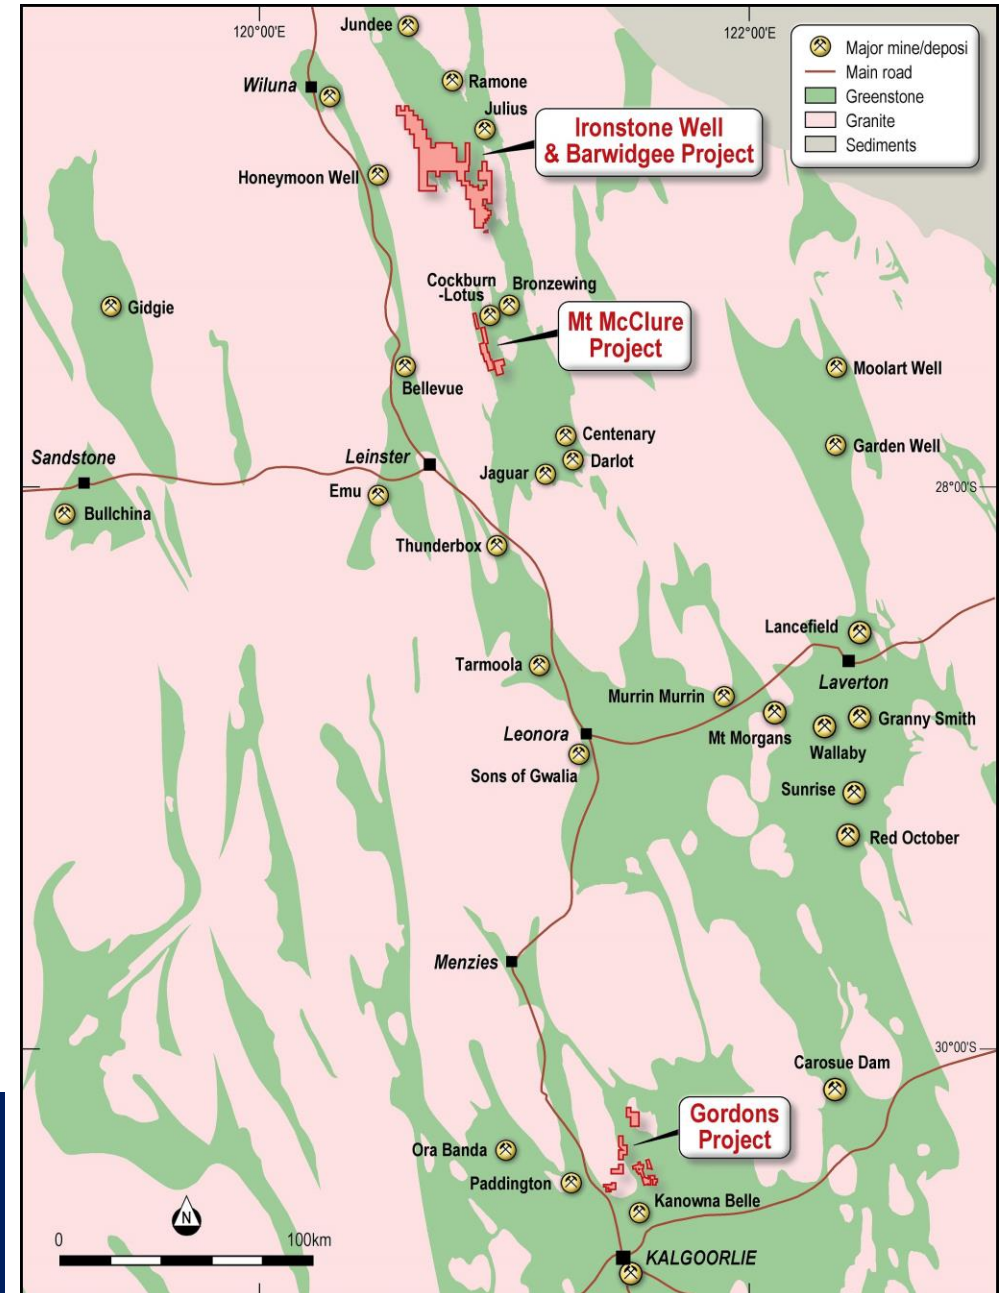 Jundee
120°00'E
122°00'E
Major mine/deposi
Main road
Greenstone
Granite
Sediments
Wiluna
Ramone
Julius
Ironstone Well
& Barwidgee Project
Honeymoon Well
Cockburn
-Lotus
Bronzewing
Gidgie
Mt McClure
Project
Bellevue
Moolart Well
Centenary
Garden Well
Sandstone
Leinster
Darlot
Jaguar
Emu
28°00'S
Bullchina
Thunderbox
Lancefield
Tarmoola
Laverton
Murrin Murrin
Leonora
Mt Morgans
Granny Smith
Wallaby
Sons of Gwalia
Sunrise
Red October
Menzies
30°00'S
Carosue Dam
Gordons
Project
Ora Banda
Paddington
Kanowna Belle
N
0
100km
KALGOORLIE